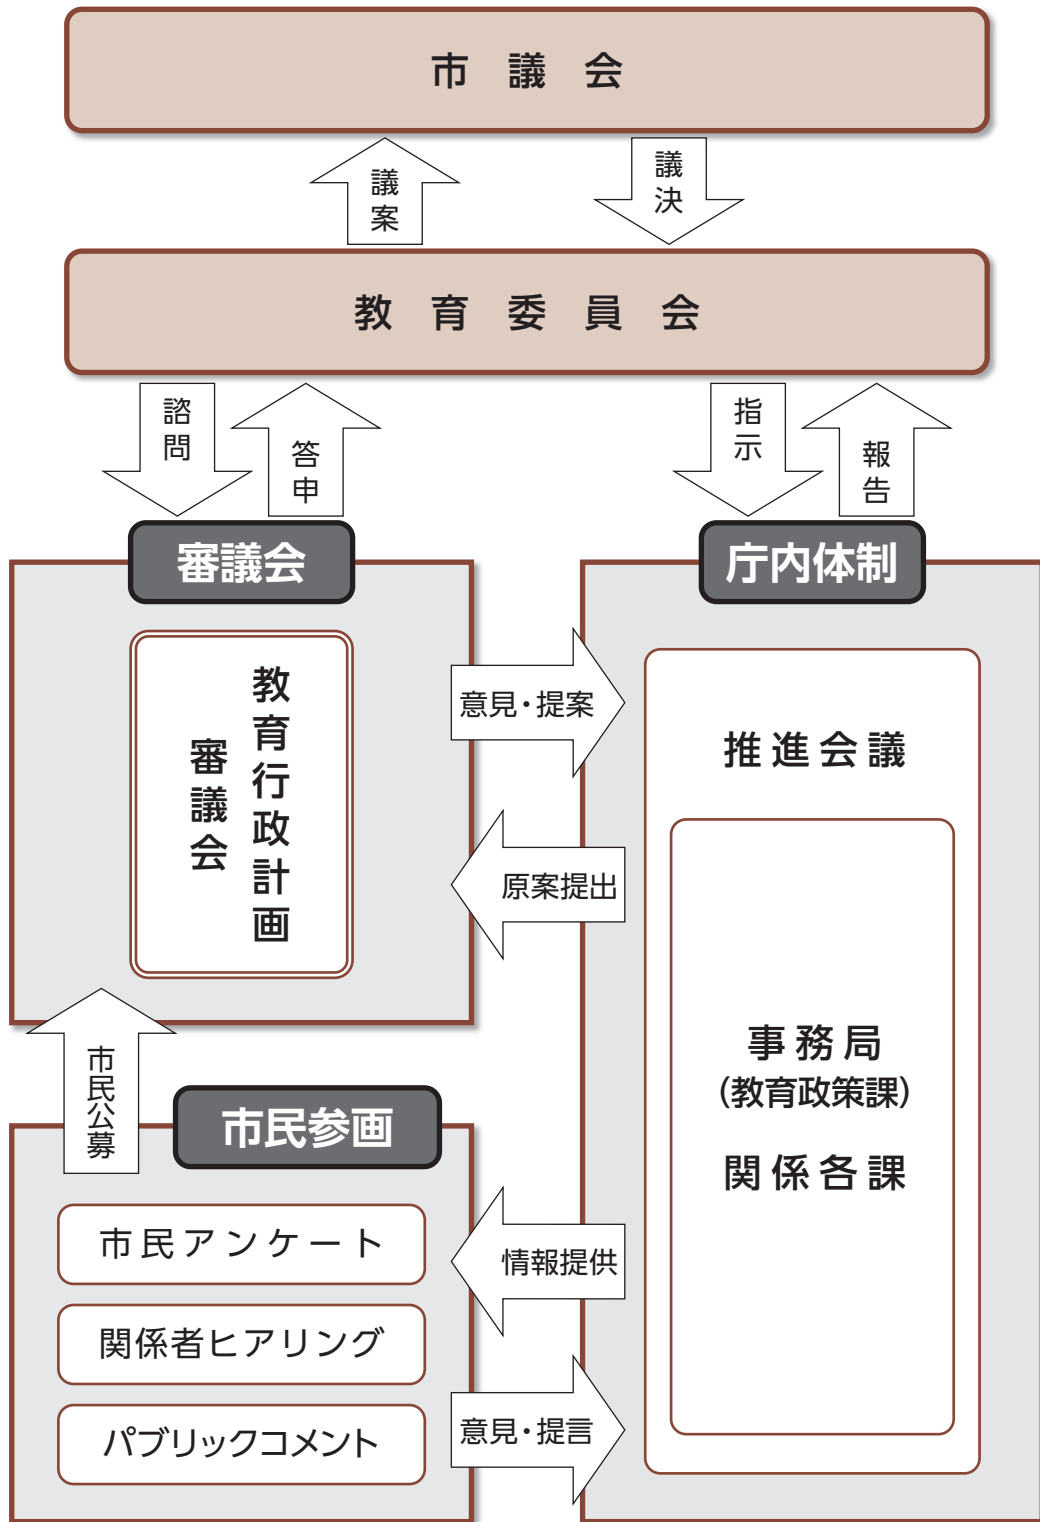 市議会
議案
議決
教育委員会
諮問
答申
指示
報告
審議会
庁内体制
教育行政計画
審議会
意見・提案
原案提出
推進会議
事務局
(教育政策課)
関係各課
市民公募
市民参画
市民アンケート
関係者ヒアリング
パブリックコメント
情報提供
意見・提言